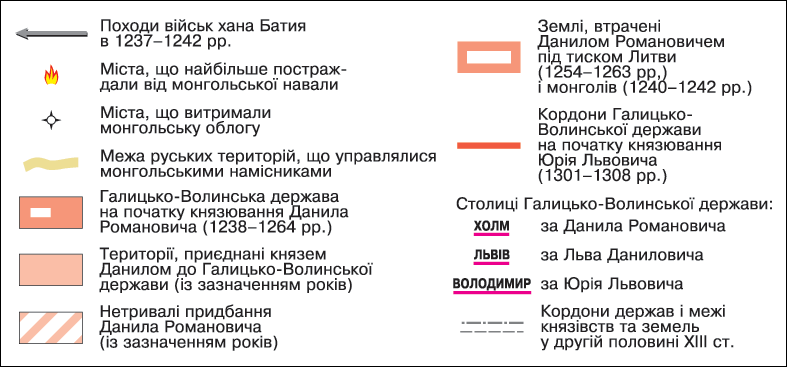 Походи військ хана Батия
в 1237–1242 рр.
Міста, що найбільше постраж-
дали від монгольської навали
Міста, що витримали
монгольську облогу
Межа руських територій, що управлялися
монгольськими намісниками
Галицько-Волинська держава
на початку князювання Данила
Романовича (1238–1264 рр.)
Території, приєднані князем
Данилом до Галицько-Волинської
держави (із зазначенням років)
Нетривалі придбання
Данила Романовича
(із зазначенням років)
Землі, втрачені
Данилом Романовичем
під тиском Литви
(1254–1263 рр,)
і монголів (1240–1242 рр.)
Кордони Галицько-
Волинської держави
на початку князювання
Юрія Львовича
(1301–1308 рр.)
Столиці Галицько-Волинської держави:
ХОЛМ за Данила Романовича
ЛЬВІВ за Льва Даниловича
ВОЛОДИМИР за Юрія Львовича
Кордони держав і межі
князівств та земель
у другій половині XIII ст.